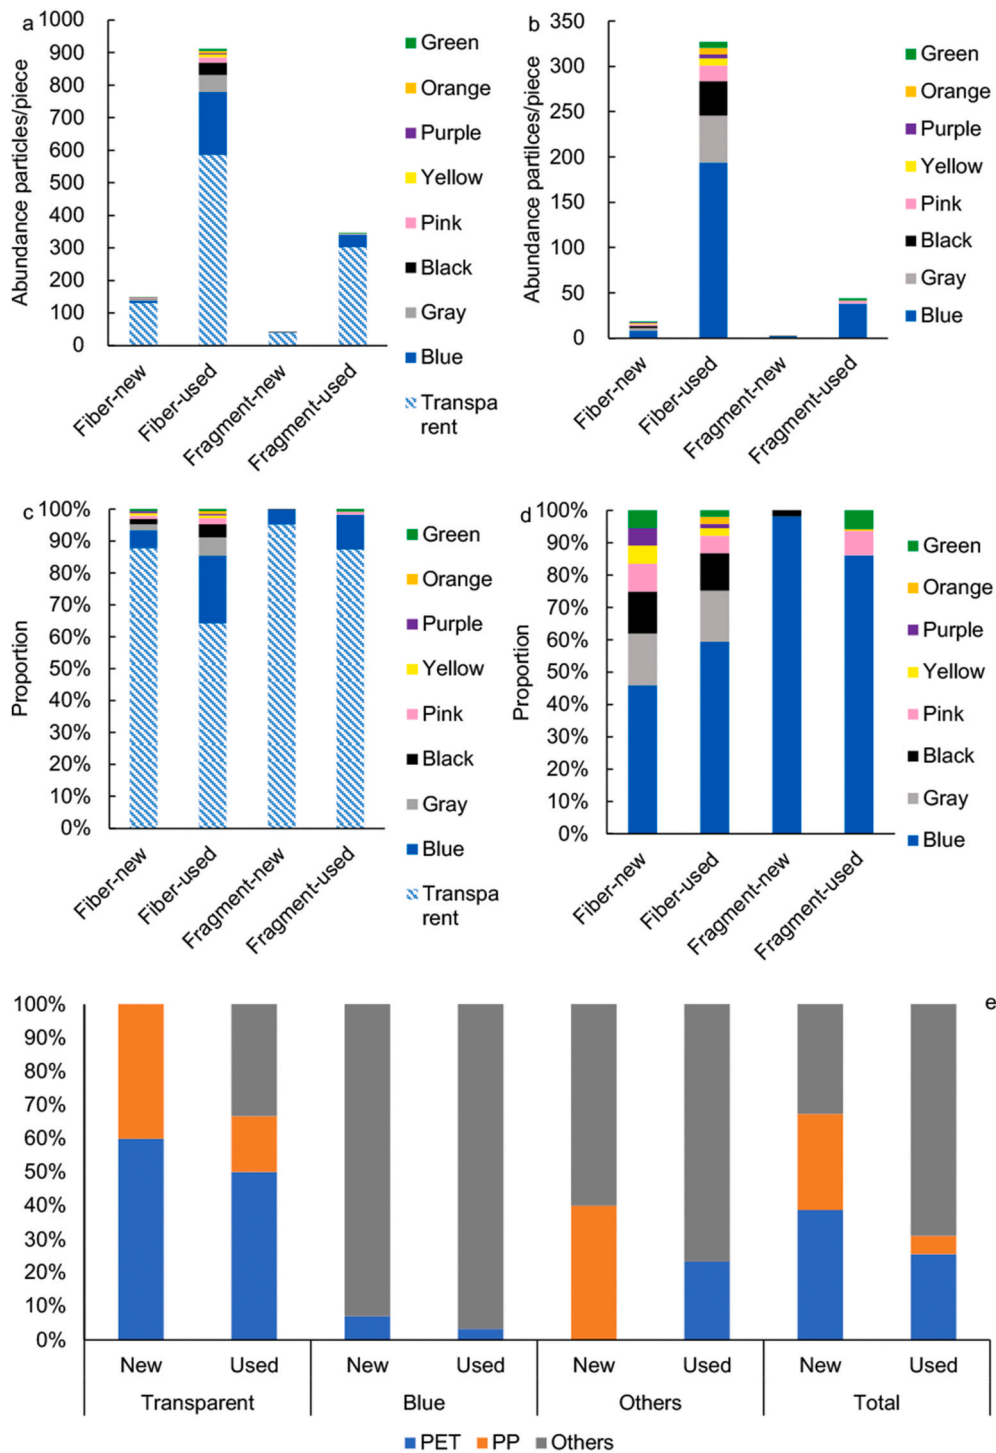 a
Abundance particles/piece
1000
900
800
700
600
500
400
300
200
100
0
Fiber-new
Fiber-used
Fragment-new
Fragment-used
Green
Orange
Purple
Yellow
Pink
Black
Gray
Blue
Transpa
rent
b
Abundance partilces/piece
350
300
250
200
150
100
50
0
Fiber-new
Fiber-used
Fragment-new
Fragment-used
Green
Orange
Purple
Yellow
Pink
Black
Gray
Blue
c
Proportion
100%
90%
80%
70%
60%
50%
40%
30%
20%
10%
0%
Fiber-new
Fiber-used
Fragment-new
Fragment-used
Green
Orange
Purple
Yellow
Pink
Black
Gray
Blue
Transpa
rent
d
Proportion
100%
90%
80%
70%
60%
50%
40%
30%
20%
10%
0%
Fiber-new
Fiber-used
Fragment-new
Fragment-used
Green
Orange
Purple
Yellow
Pink
Black
Gray
Blue
e
100%
90%
80%
70%
60%
50%
40%
30%
20%
10%
0%
New Used New Used New Used New Used
Transparent Blue Others Total
PET PP Others